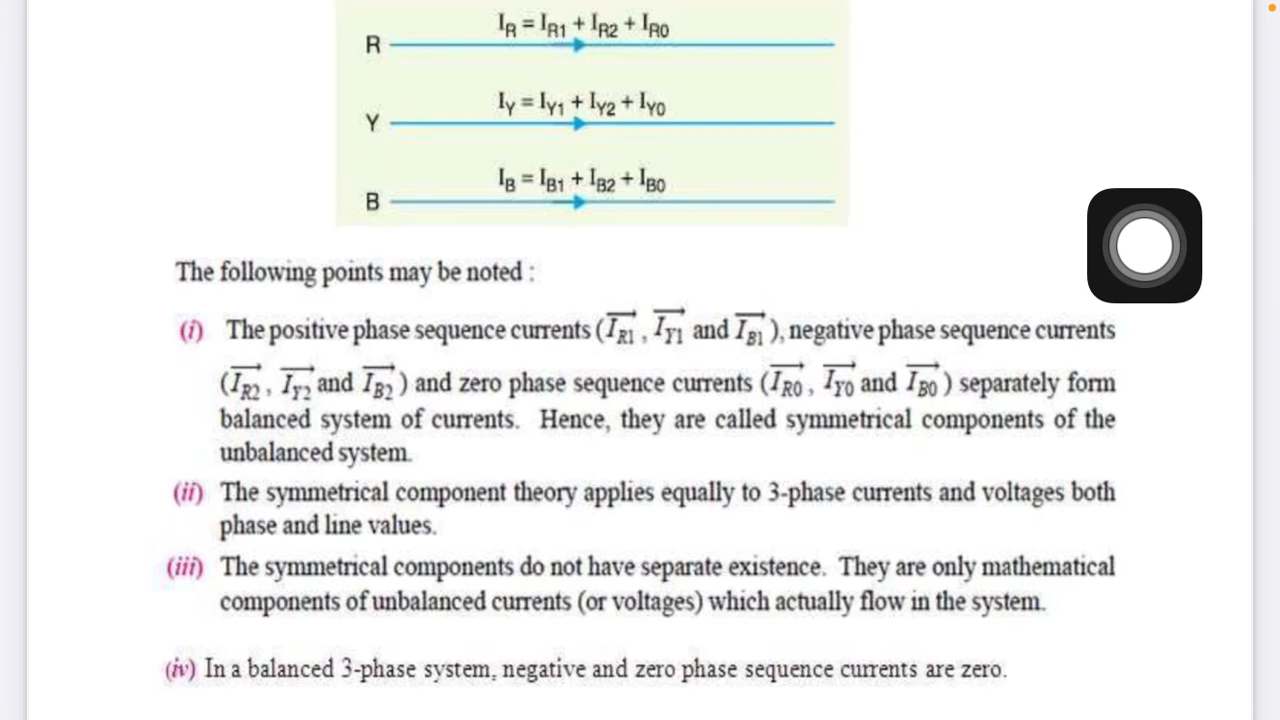 I_R = I_R1 + I_R2 + I_R0
R
I_Y = I_Y1 + I_Y2 + I_Y0
Y
I_B = I_B1 + I_B2 + I_B0
B
The following points may be noted :
(i) The positive phase sequence currents (I_R1→, I_Y1→ and I_B1→), negative phase sequence currents
(I_R2→, I_Y2→ and I_B2→) and zero phase sequence currents (I_R0→, I_Y0→ and I_B0→) separately form
balanced system of currents. Hence, they are called symmetrical components of the
unbalanced system.
(ii) The symmetrical component theory applies equally to 3-phase currents and voltages both
phase and line values.
(iii) The symmetrical components do not have separate existence. They are only mathematical
components of unbalanced currents (or voltages) which actually flow in the system.
(iv) In a balanced 3-phase system, negative and zero phase sequence currents are zero.